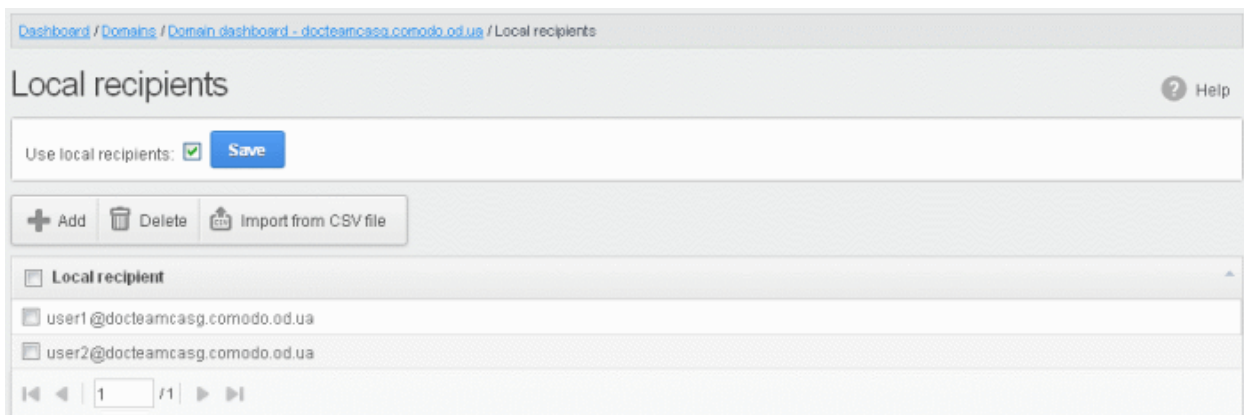 Dashboard / Domains / Domain dashboard - docteamcasg.comodo.od.ua / Local recipients
Local recipients
? Help
Use local recipients: Save
Add Delete CSV Import from CSV file
Local recipient
user1@docteamcasg.comodo.od.ua
user2@docteamcasg.comodo.od.ua
1 /1